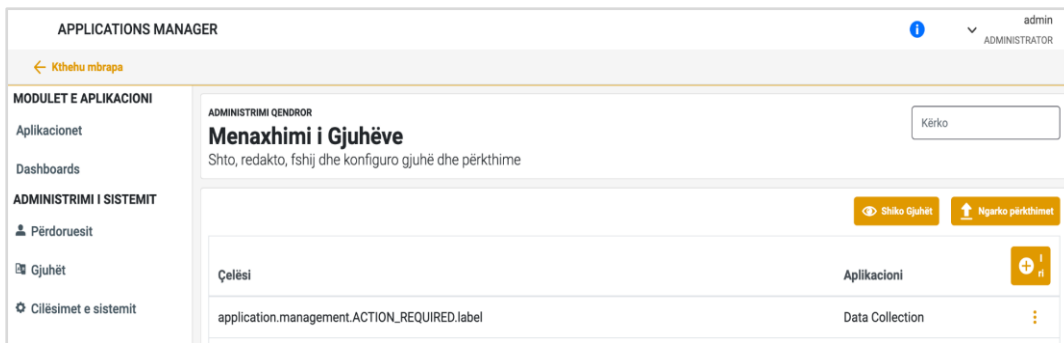 APPLICATIONS MANAGER
admin
ADMINISTRATOR
Kthehu mbrapa
MODULET E APLIKACIONI
Aplikacionet
Dashboards
ADMINISTRIMI I SISTEMIT
Përdoruesit
Gjuhët
Cilësimet e sistemit
ADMINISTRIMI QENDROR
Menaxhimi i Gjuhëve
Shto, redakto, fshij dhe konfiguro gjuhë dhe përkthime
Kërko
Shiko Gjuhët
Ngarko përkthimet
Çelësi
Aplikacioni
I
ri
application.management.ACTION_REQUIRED.label
Data Collection